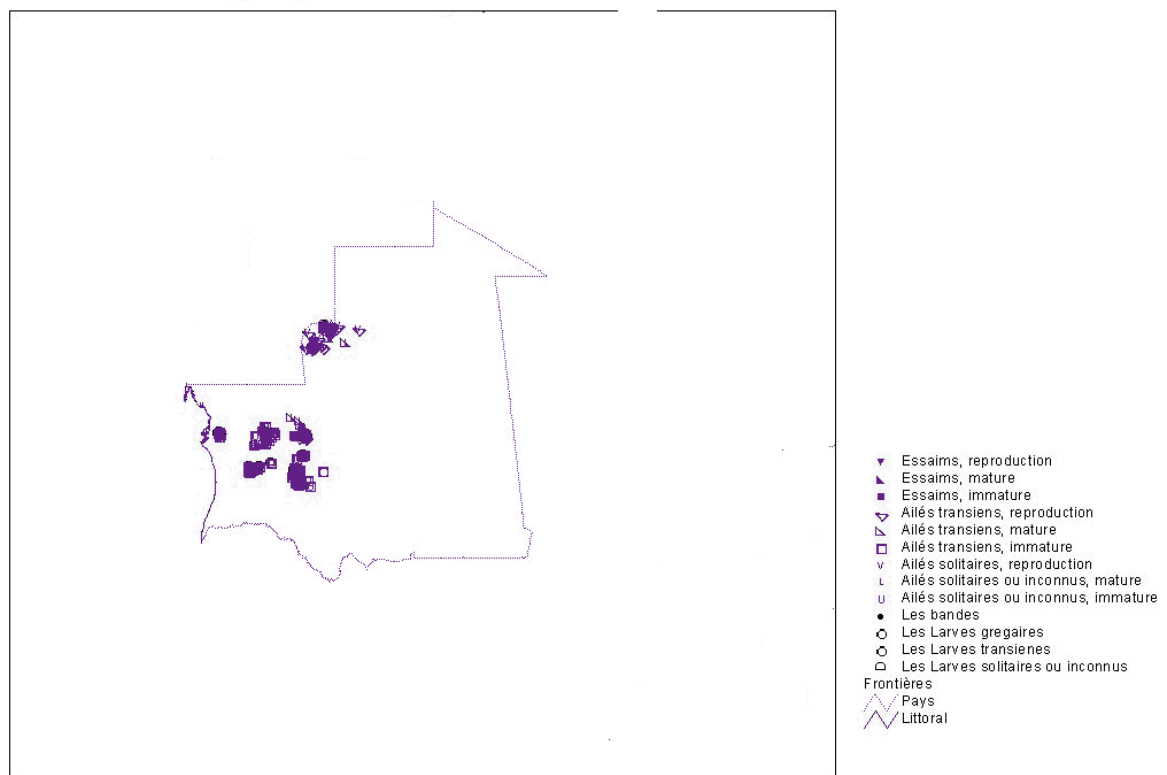 Essaims, reproduction
Essaims, mature
Essaims, immature
Ailés transiens, reproduction
Ailés transiens, mature
Ailés transiens, immature
Ailés solitaires, reproduction
Ailés solitaires ou inconnus, mature
Ailés solitaires ou inconnus, immature
Les bandes
Les Larves gregaires
Les Larves transienes
Les Larves solitaires ou inconnus
Frontières
Pays
Littoral